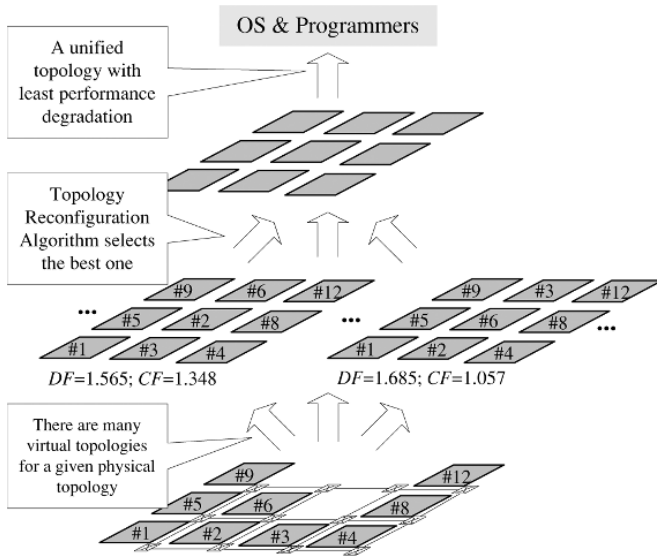 OS & Programmers
A unified
topology with
least performance
degradation
Topology
Reconfiguration
Algorithm selects
the best one
#9 #6 #12
... #5 #2 #8 ...
#1 #3 #4
DF=1.565; CF=1.348
#9 #3 #12
#5 #6 #8 ...
#1 #2 #4
DF=1.685; CF=1.057
There are many
virtual topologies
for a given physical
topology
#9 #12
#5 #6 #8
#1 #2 #3 #4